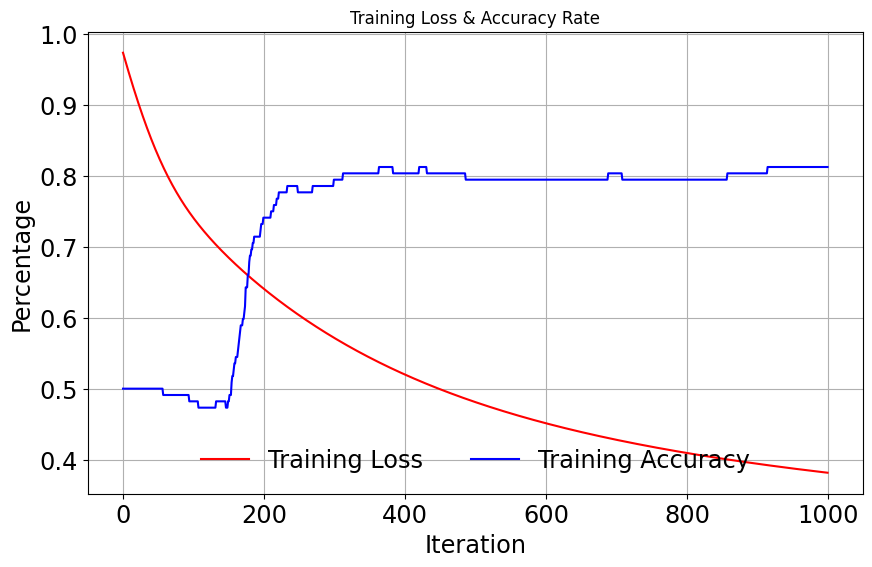 Training Loss & Accuracy Rate
1.0
0.9
0.8
0.7
0.6
0.5
0.4
Percentage
Training Loss
Training Accuracy
0 200 400 600 800 1000
Iteration